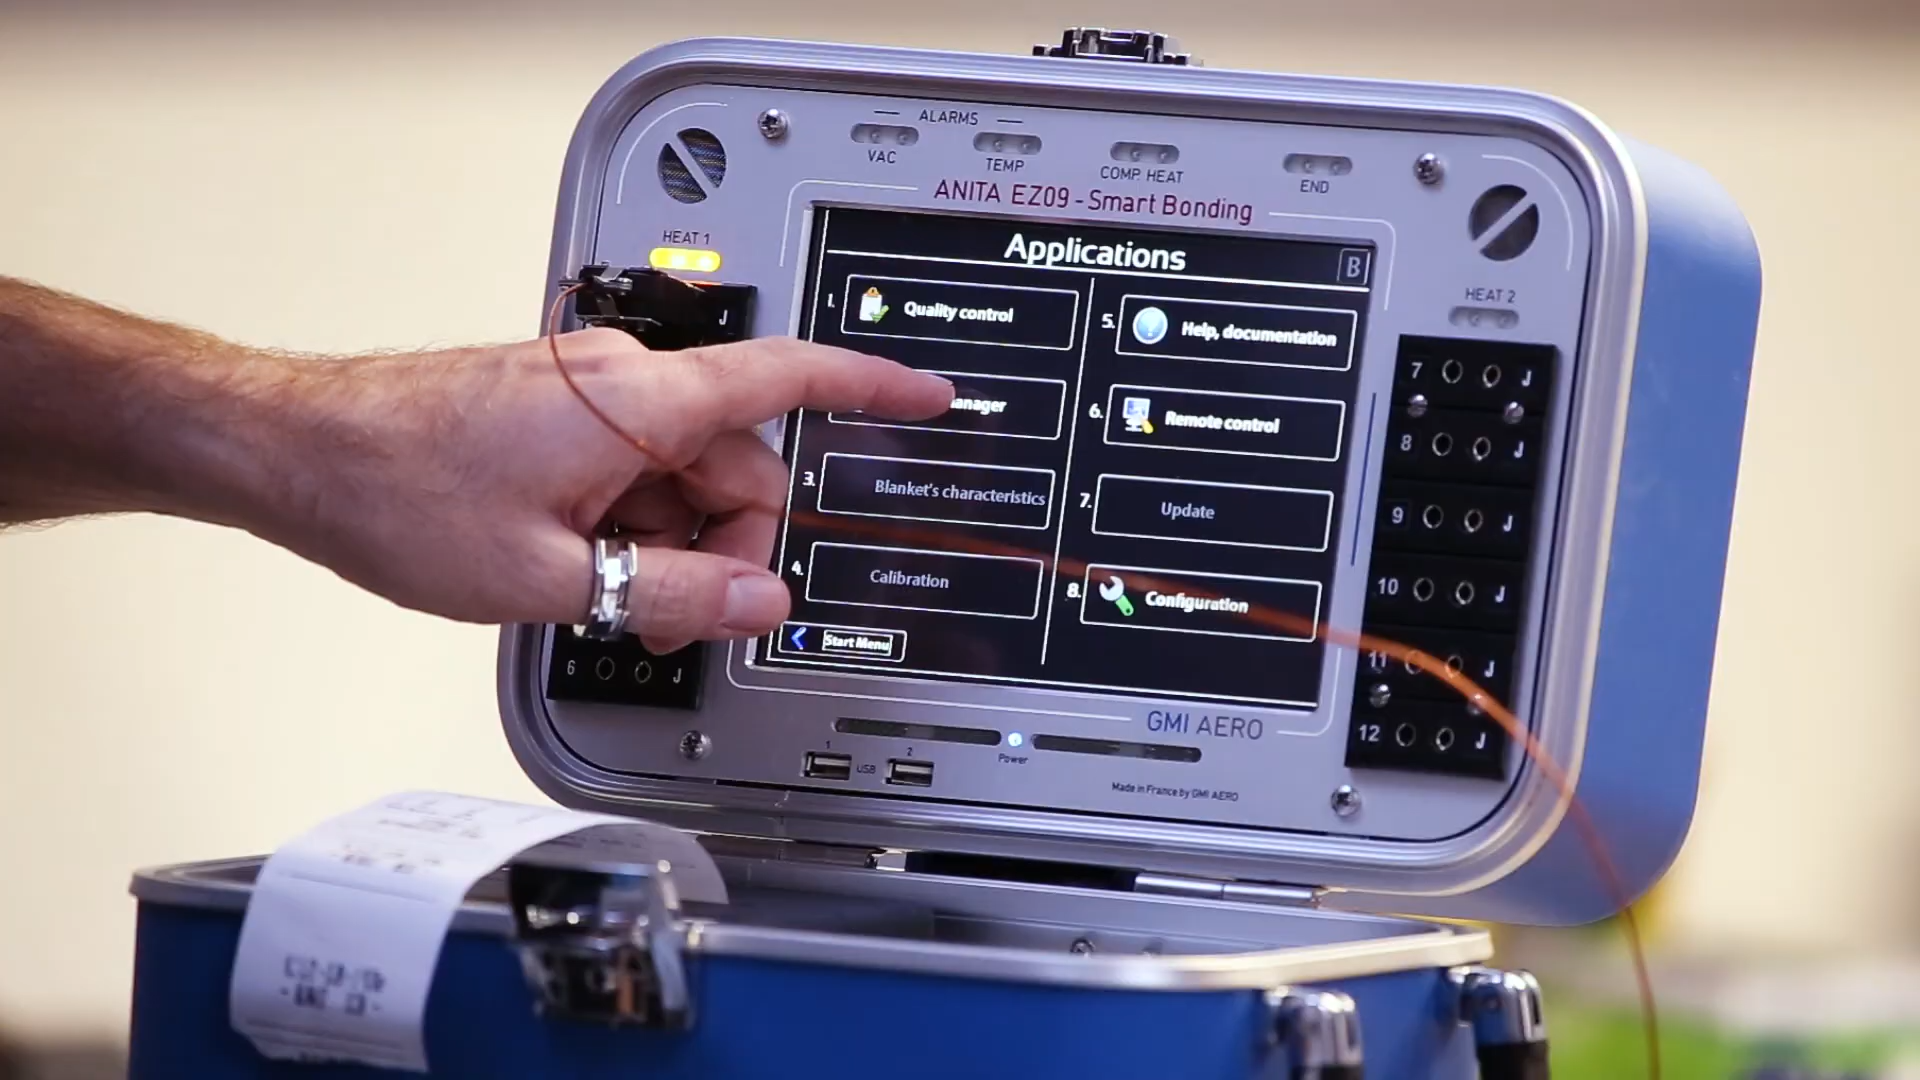 ALARMS
VAC
TEMP
COMP. HEAT
END
ANITA EZ09 - Smart Bonding
HEAT 1
HEAT 2
Applications
B
1. Quality control
5. Help, documentation
6. Remote control
3. Blanket's characteristics
7. Update
4. Calibration
8. Configuration
Start Menu
J
6 J
7 J
8 J
9 J
10 J
11 J
12 J
GMI AERO
1
USB
2
Power
Made in France by GMI AERO